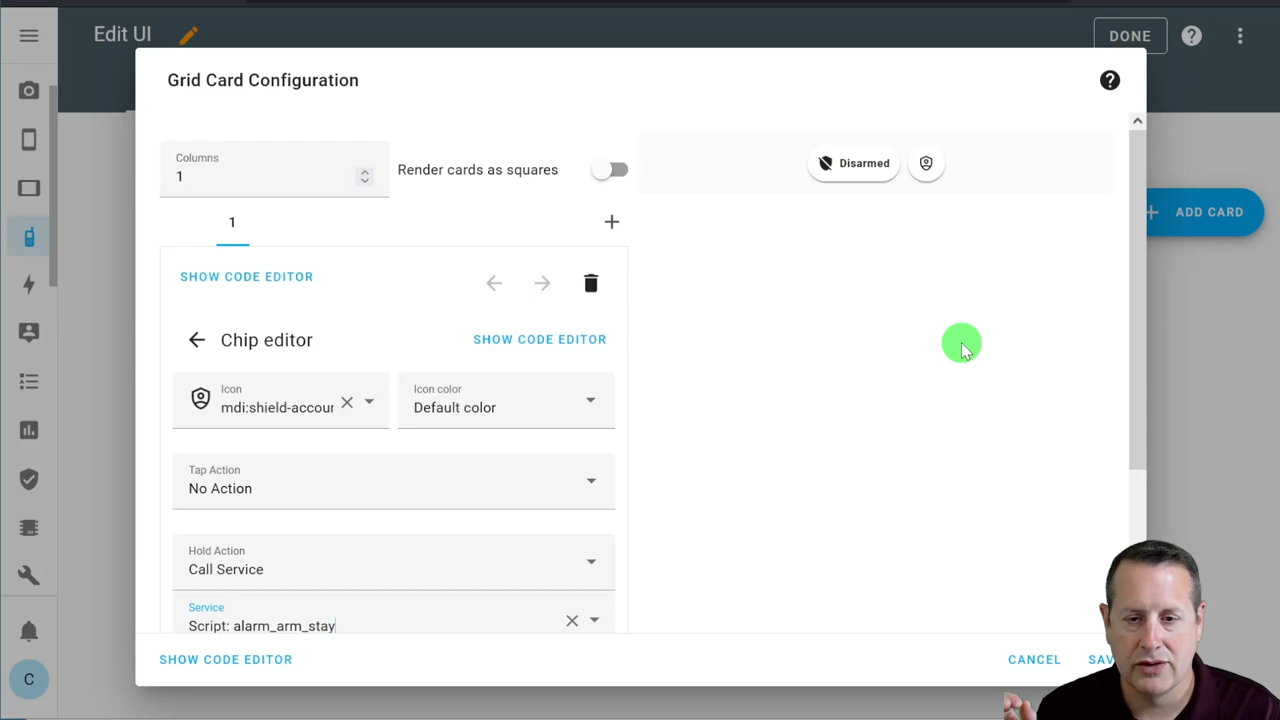 Edit UI
DONE
Grid Card Configuration
Columns
1
Render cards as squares
Disarmed
ADD CARD
1
SHOW CODE EDITOR
Chip editor
SHOW CODE EDITOR
Icon
mdi:shield-accour
Icon color
Default color
Tap Action
No Action
Hold Action
Call Service
Service
Script: alarm_arm_stay
SHOW CODE EDITOR
CANCEL
SAV
C